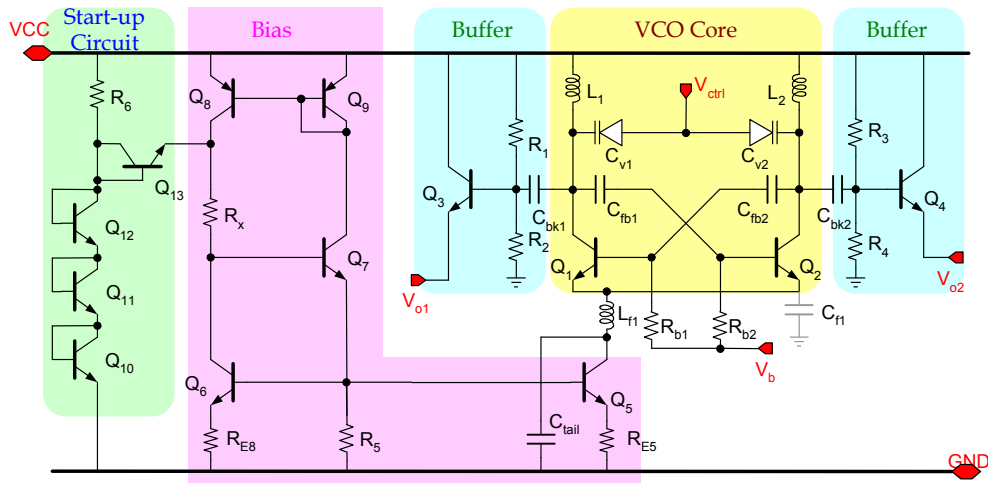 Start-up
Circuit
Bias
Buffer
VCO Core
Buffer
VCC
R6
Q8
Q9
L1
Vctrl
L2
R1
Cv1
Cv2
R3
Q13
Q3
Q4
Rx
Cbk1
Cfb1
Cfb2
Cbk2
Q12
R2
R4
Q7
Q1
Q2
Q11
Vo1
Vo2
Lf1
Rb1
Rb2
Cf1
Q10
Vb
Q6
Q5
RE8
R5
Ctail
RE5
GND